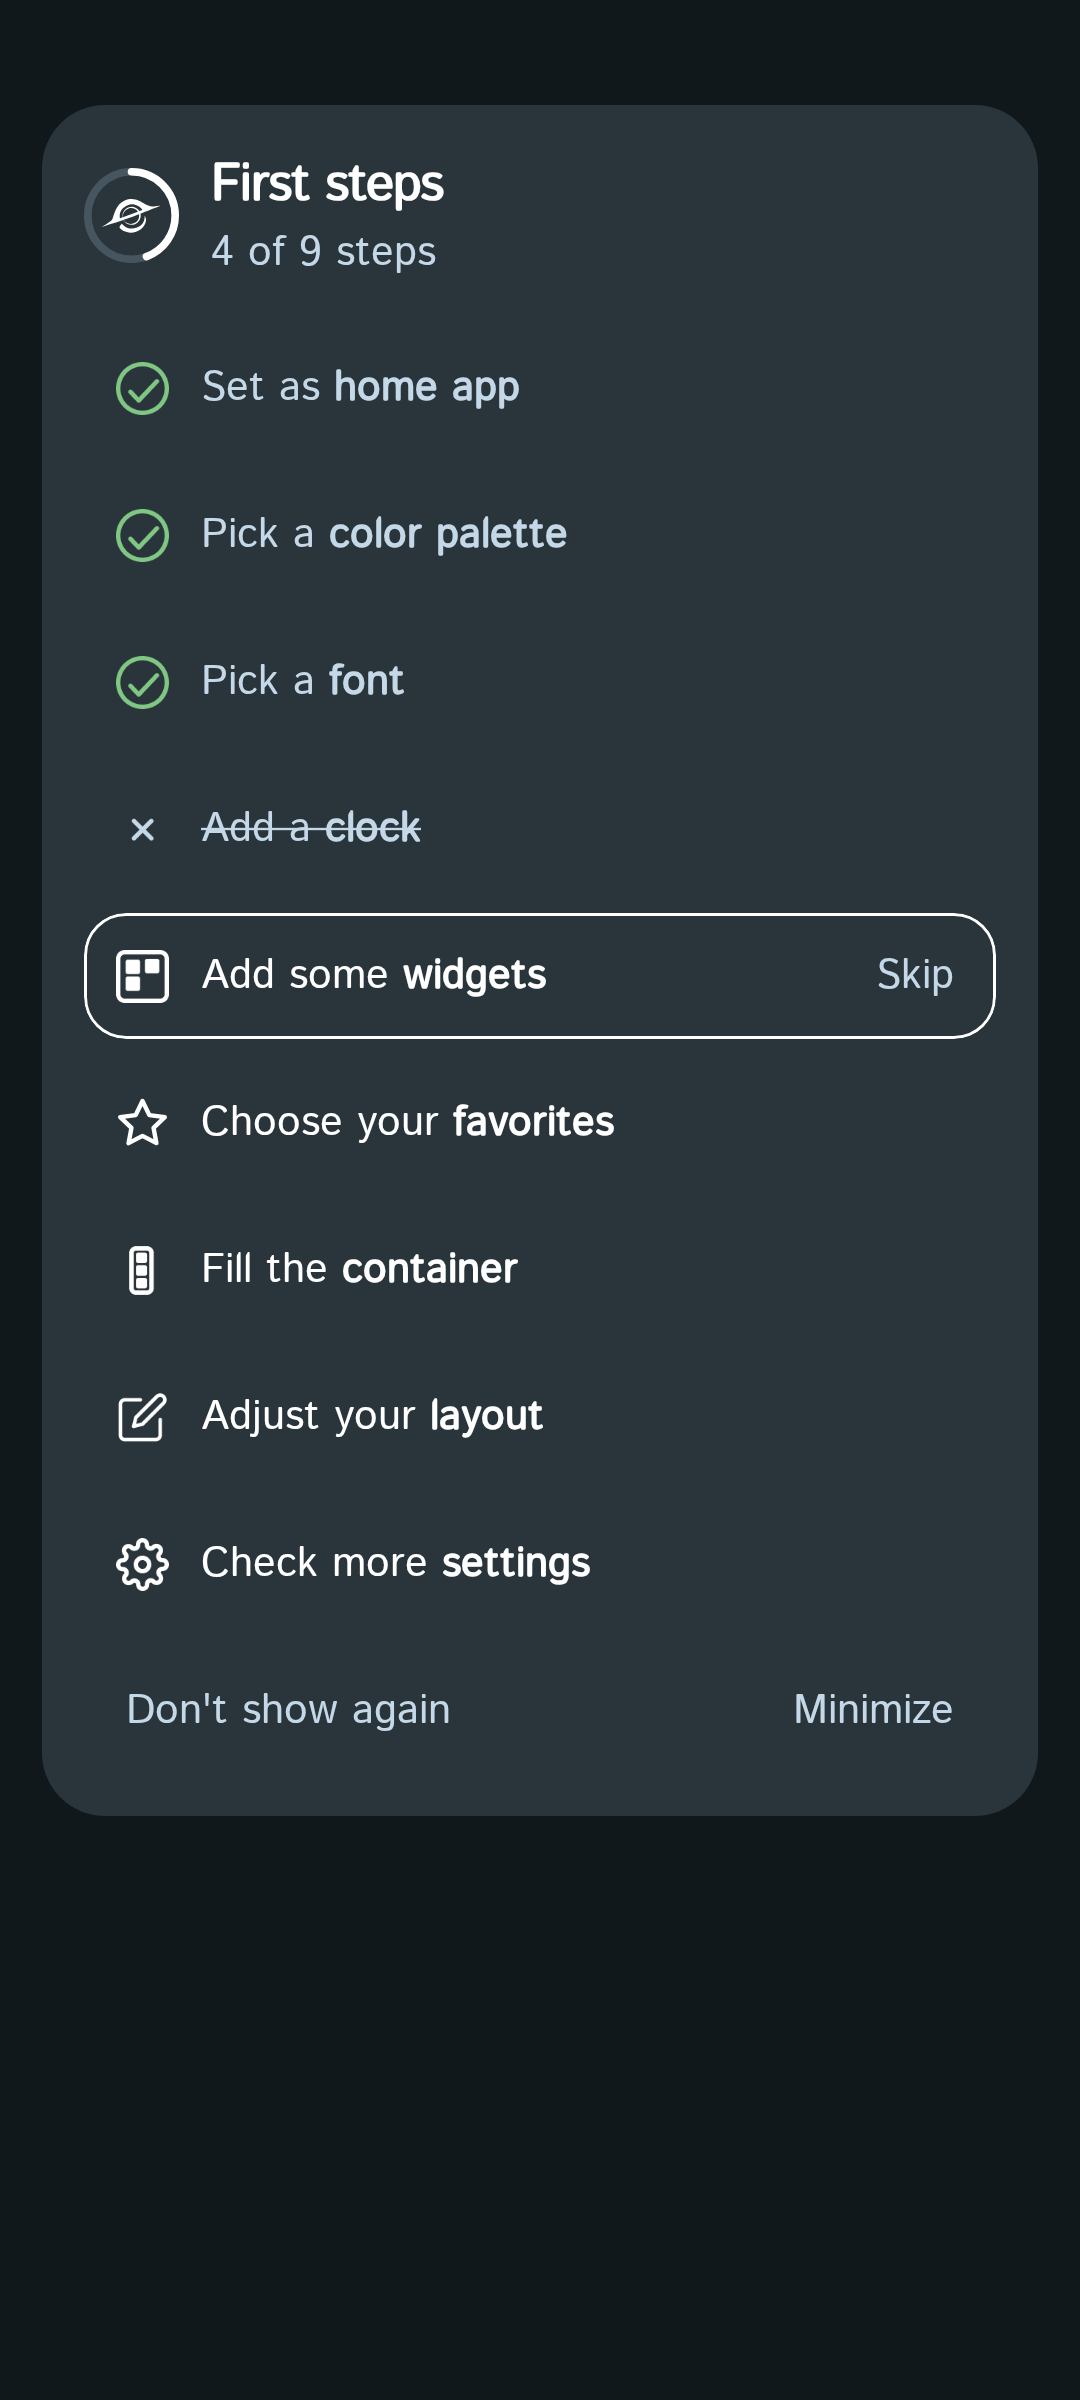 First steps
4 of 9 steps
Set as home app
Pick a color palette
Pick a font
Add a clock
Add some widgets Skip
Choose your favorites
Fill the container
Adjust your layout
Check more settings
Don't show again Minimize